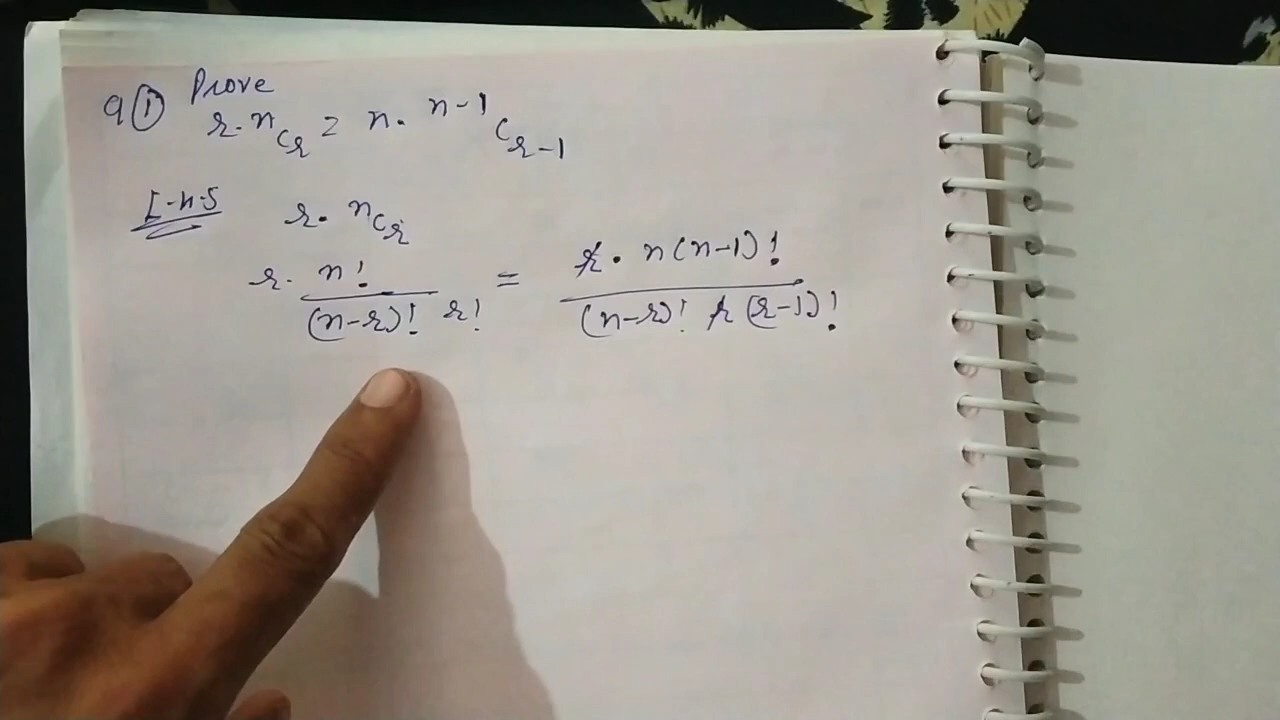 Q① Prove
r.nCr = n. n-1Cr-1
L.H.S r. nCr
r. n! / (n-r)! r! = r. n(n-1)! / (n-r)! r(r-1)!